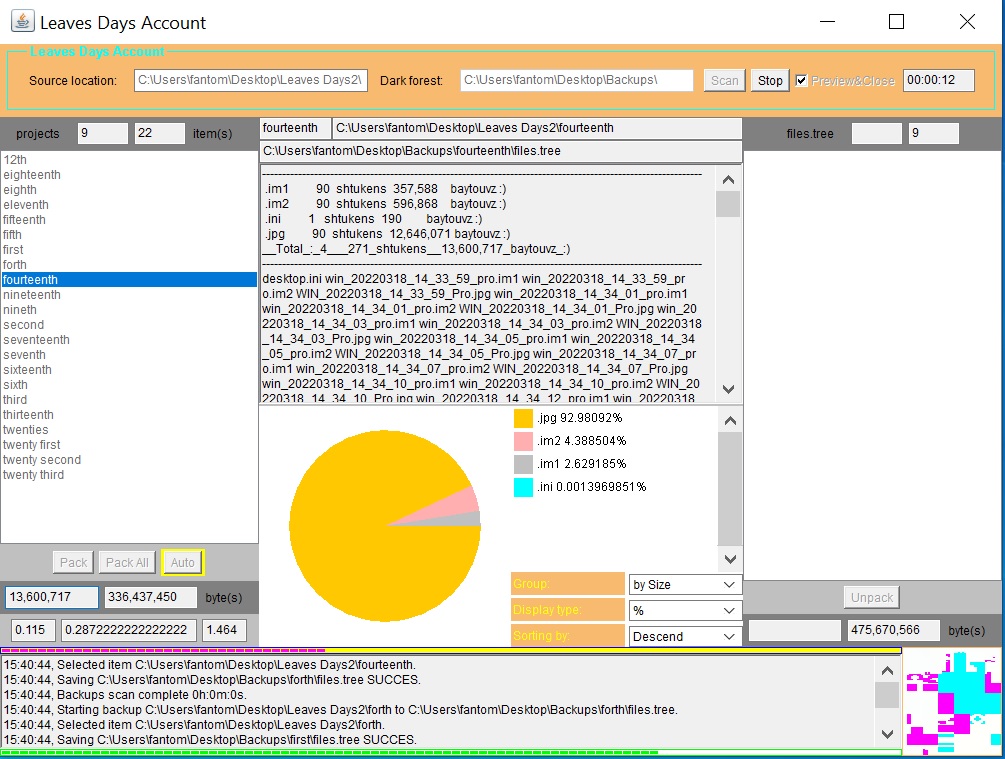 Leaves Days Account
Leaves Days Account
Source location: C:\Users\fantom\Desktop\Leaves Days2\ Dark forest: C:\Users\fantom\Desktop\Backups\ Scan Stop Preview&Close 00:00:12
projects 9 22 item(s)
fourteenth C:\Users\fantom\Desktop\Leaves Days2\fourteenth
C:\Users\fantom\Desktop\Backups\fourteenth\files.tree
files.tree 9
12th
eighteenth
eighth
eleventh
fifteenth
fifth
first
forth
fourteenth
nineteenth
nineth
second
seventeenth
seventh
sixteenth
sixth
third
thirteenth
twenties
twenty first
twenty second
twenty third
Pack Pack All Auto
13,600,717 336,437,450 byte(s)
0.115 0.2872222222222222 1.464
.im1 90 shtukens 357,588 baytouvz :)
.im2 90 shtukens 596,868 baytouvz :)
.ini 1 shtukens 190 baytouvz :)
.jpg 90 shtukens 12,646,071 baytouvz :)
__Total_:_4___271_shtukens__13,600,717_baytouvz_:)
desktop.ini win_20220318_14_33_59_pro.im1 win_20220318_14_33_59_pr
o.im2 WIN_20220318_14_33_59_Pro.jpg win_20220318_14_34_01_pro.im1
win_20220318_14_34_01_pro.im2 WIN_20220318_14_34_01_Pro.jpg win_20
220318_14_34_03_pro.im1 win_20220318_14_34_03_pro.im2 WIN_20220318
_14_34_03_Pro.jpg win_20220318_14_34_05_pro.im1 win_20220318_14_34
_05_pro.im2 WIN_20220318_14_34_05_Pro.jpg win_20220318_14_34_07_pr
o.im1 win_20220318_14_34_07_pro.im2 WIN_20220318_14_34_07_Pro.jpg
win_20220318_14_34_10_pro.im1 win_20220318_14_34_10_pro.im2 WIN_20
220318_14_34_10_Pro.jpg win_20220318_14_34_12_pro.im1 win_20220318
.jpg 92.98092%
.im2 4.388504%
.im1 2.629185%
.ini 0.0013969851%
Group: by Size
Display type: %
Sorting by: Descend
Unpack
475,670,566 byte(s)
15:40:44, Selected item C:\Users\fantom\Desktop\Leaves Days2\fourteenth.
15:40:44, Saving C:\Users\fantom\Desktop\Backups\forth\files.tree SUCCES.
15:40:44, Backups scan complete 0h:0m:0s.
15:40:44, Starting backup C:\Users\fantom\Desktop\Leaves Days2\forth to C:\Users\fantom\Desktop\Backups\forth\files.tree.
15:40:44, Selected item C:\Users\fantom\Desktop\Leaves Days2\forth.
15:40:44, Saving C:\Users\fantom\Desktop\Backups\first\files.tree SUCCES.